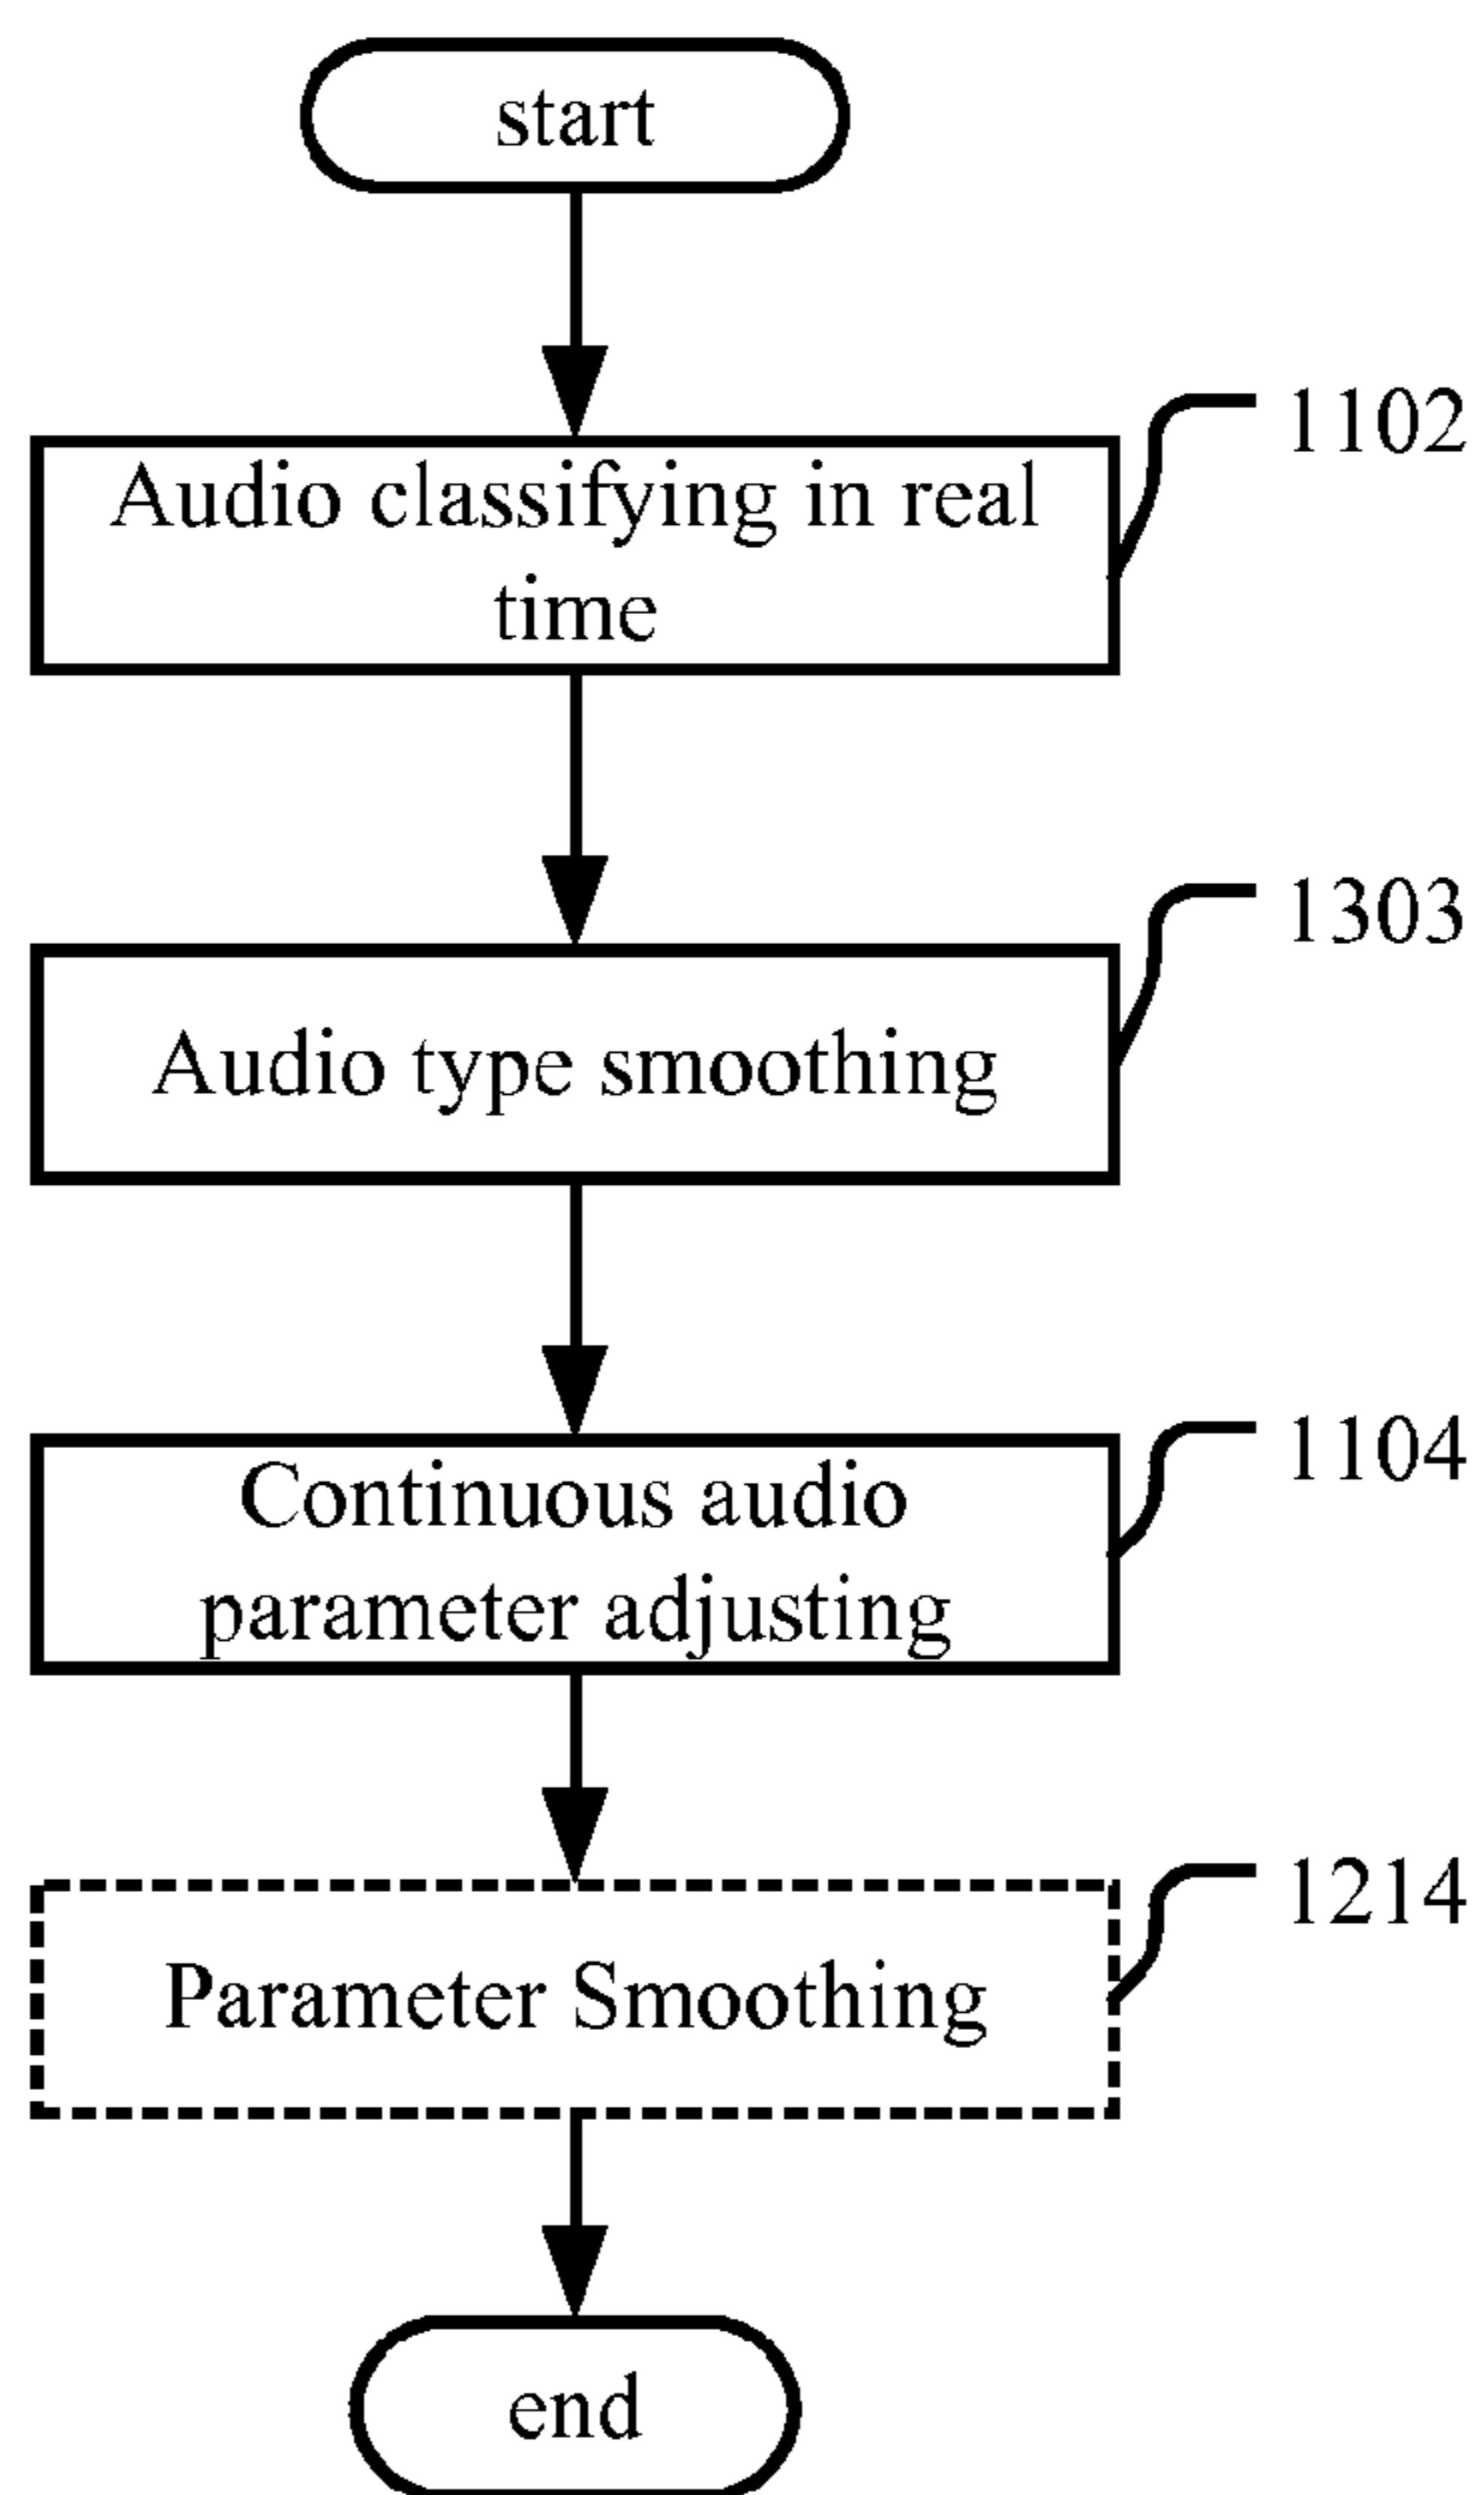 start
1102
Audio classifying in real
time
1303
Audio type smoothing
1104
Continuous audio
parameter adjusting
1214
Parameter Smoothing
end